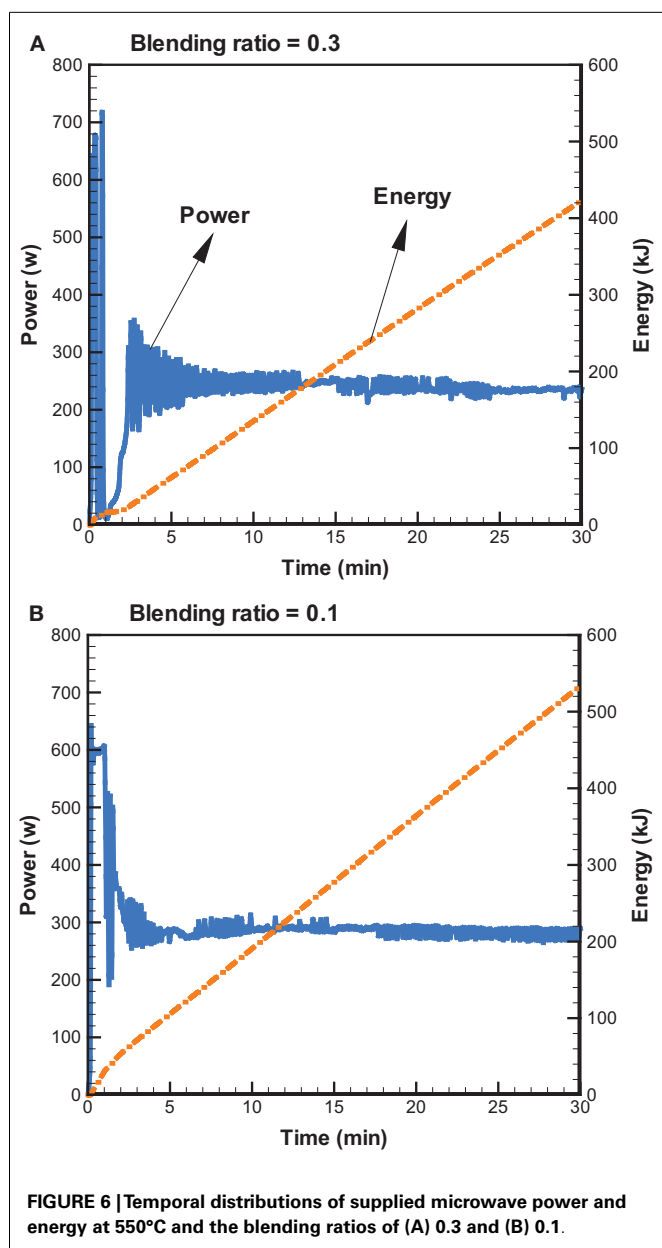 A
Blending ratio = 0.3
800
700
600
500
400
300
200
100
0
Power (w)
600
500
400
300
200
100
0
Energy (kJ)
Power
Energy
0 5 10 15 20 25 30
Time (min)
B
Blending ratio = 0.1
800
700
600
500
400
300
200
100
0
Power (w)
600
500
400
300
200
100
0
Energy (kJ)
0 5 10 15 20 25 30
Time (min)
FIGURE 6 | Temporal distributions of supplied microwave power and
energy at 550°C and the blending ratios of (A) 0.3 and (B) 0.1.